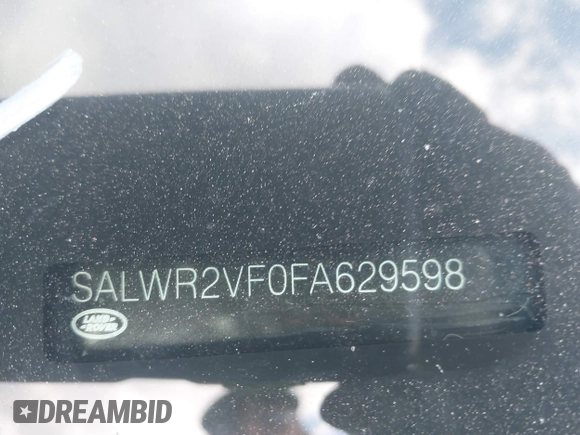 SALWR2VF0FA629598
LAND-
-ROVER
DREAMBID